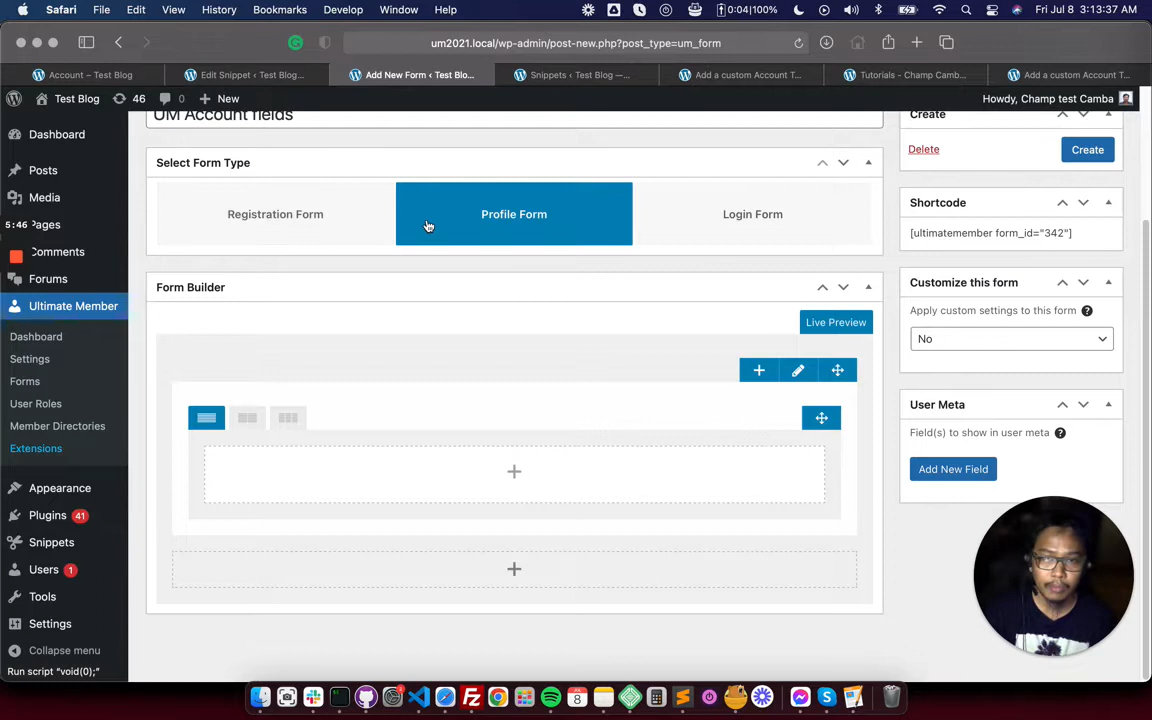 Safari File Edit View History Bookmarks Develop Window Help 0:04 100% Fri Jul 8 3:13:37 AM
um2021.local/wp-admin/post-new.php?post_type=um_form
Account – Test Blog Edit Snippet ‹ Test Blog... Add New Form ‹ Test Blo... Snippets ‹ Test Blog —... Add a custom Account T... Tutorials - Champ Camb... Add a custom Account T...
Test Blog 46 0 New Howdy, Champ test Camba
Dashboard
Posts
Media
5:46 Pages
Comments
Forums
Ultimate Member
Dashboard
Settings
Forms
User Roles
Member Directories
Extensions
Appearance
Plugins 41
Snippets
Users 1
Tools
Settings
Collapse menu
Run script "void(0);"
UM Account fields
Select Form Type
Registration Form Profile Form Login Form
Form Builder
Live Preview
Create
Delete Create
Shortcode
[ultimatemember form_id="342"]
Customize this form
Apply custom settings to this form ?
No
User Meta
Field(s) to show in user meta ?
Add New Field